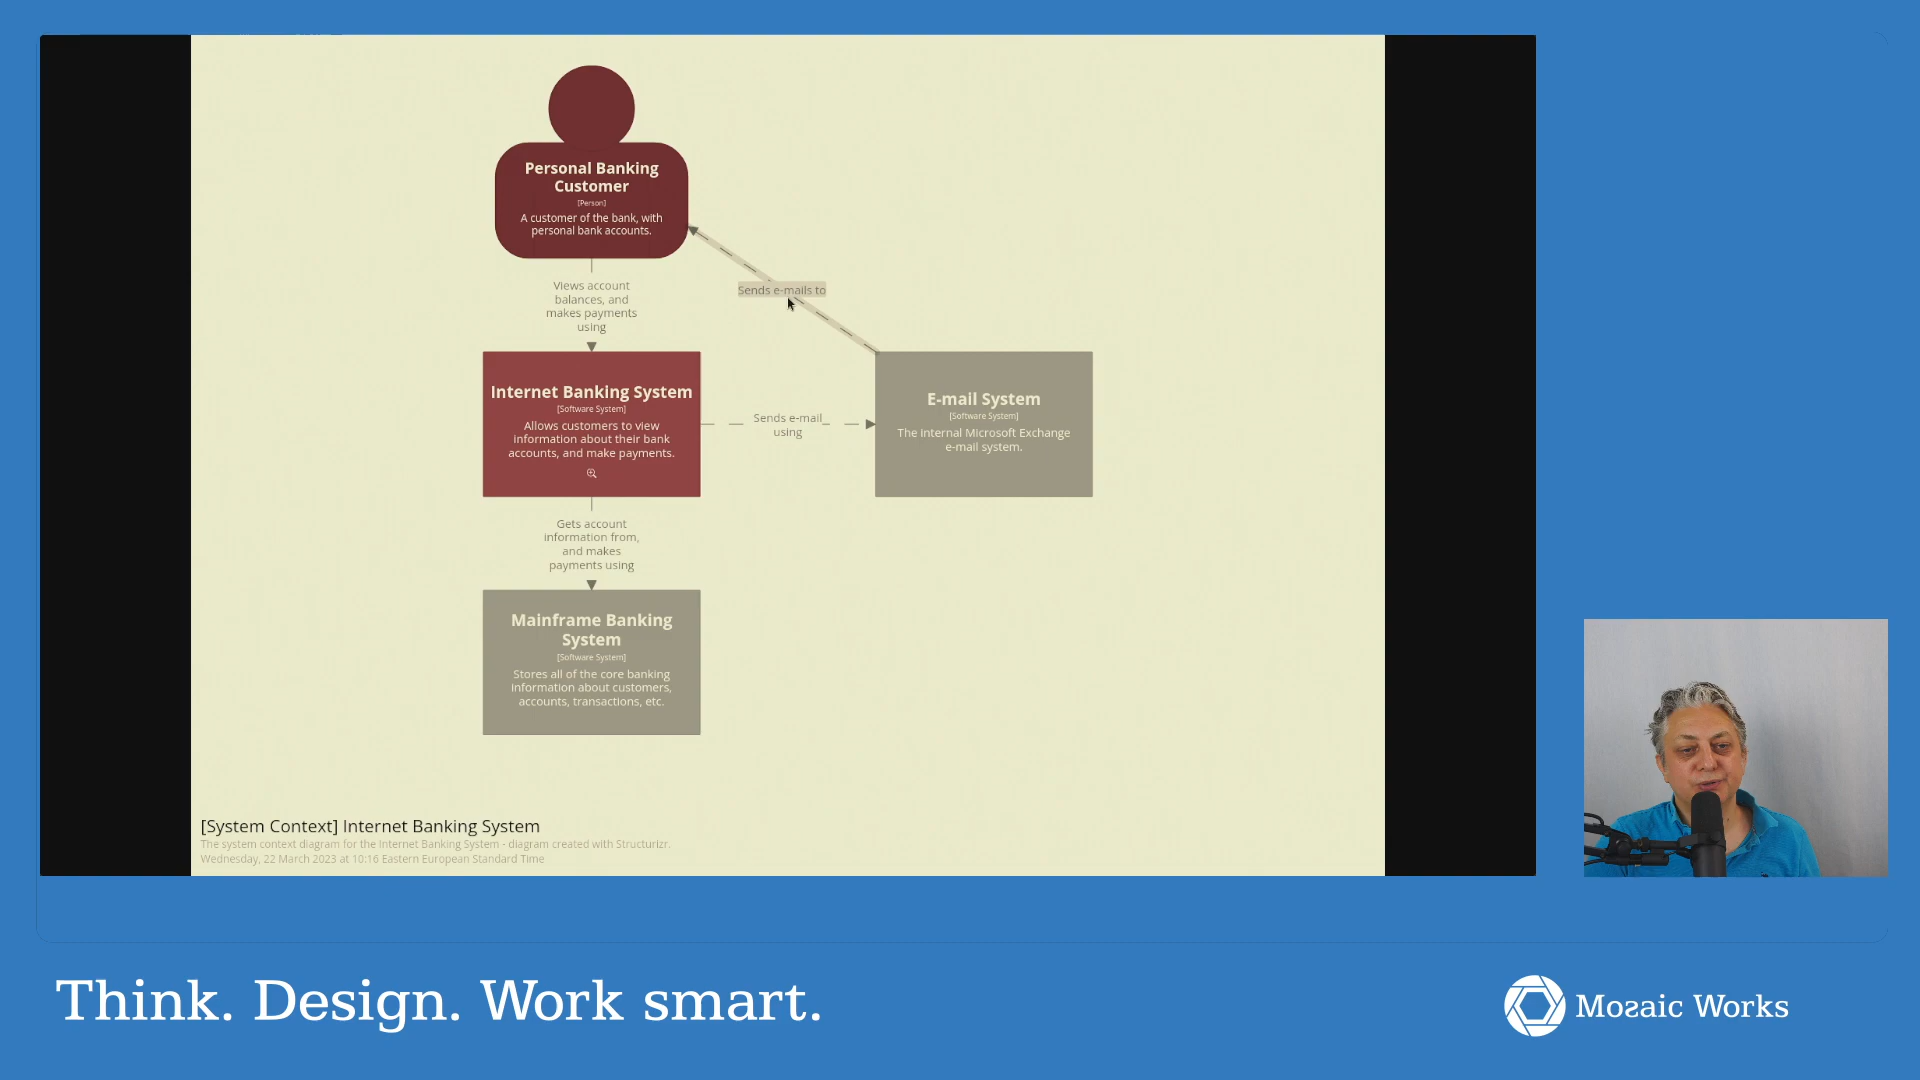 Personal Banking
Customer
[Person]
A customer of the bank, with
personal bank accounts.
Views account
balances, and
makes payments
using
Sends e-mails to
Internet Banking System
[Software System]
Allows customers to view
information about their bank
accounts, and make payments.
Sends e-mail
using
E-mail System
[Software System]
The internal Microsoft Exchange
e-mail system.
Gets account
information from,
and makes
payments using
Mainframe Banking
System
[Software System]
Stores all of the core banking
information about customers,
accounts, transactions, etc.
[System Context] Internet Banking System
The system context diagram for the Internet Banking System - diagram created with Structurizr.
Wednesday, 22 March 2023 at 10:16 Eastern European Standard Time
Think. Design. Work smart.
Mozaic Works